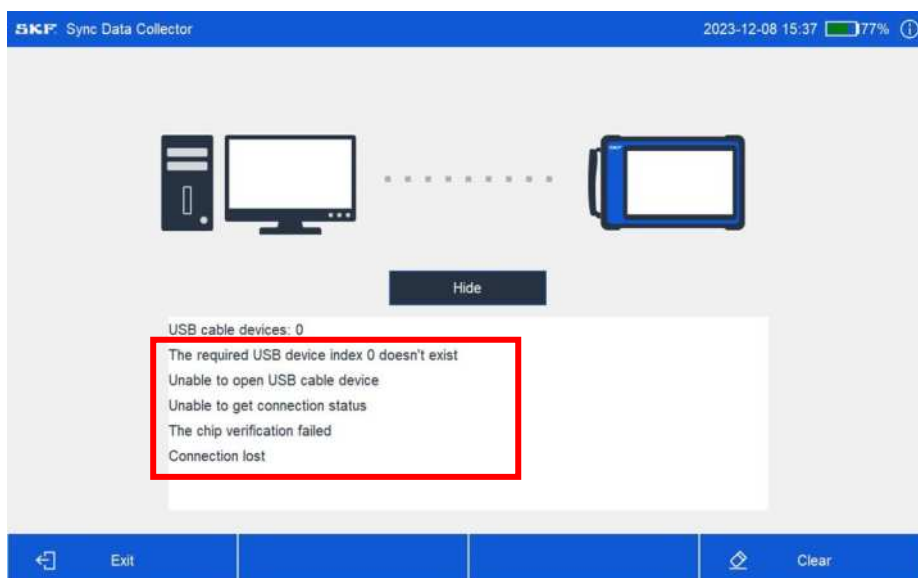 SKF. Sync Data Collector
2023-12-08 15:37 77%
SKF
Hide
USB cable devices: 0
The required USB device index 0 doesn't exist
Unable to open USB cable device
Unable to get connection status
The chip verification failed
Connection lost
Exit
Clear